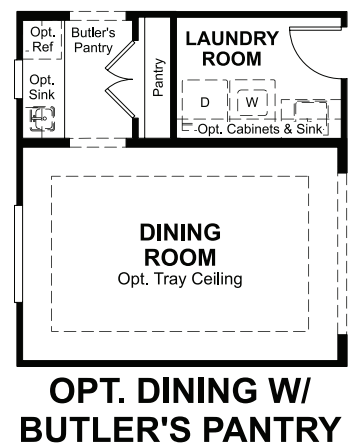 Opt.
Ref
Butler's
Pantry
LAUNDRY
ROOM
Opt.
Sink
Pantry
D
W
Opt. Cabinets & Sink
DINING
ROOM
Opt. Tray Ceiling
OPT. DINING W/
BUTLER'S PANTRY